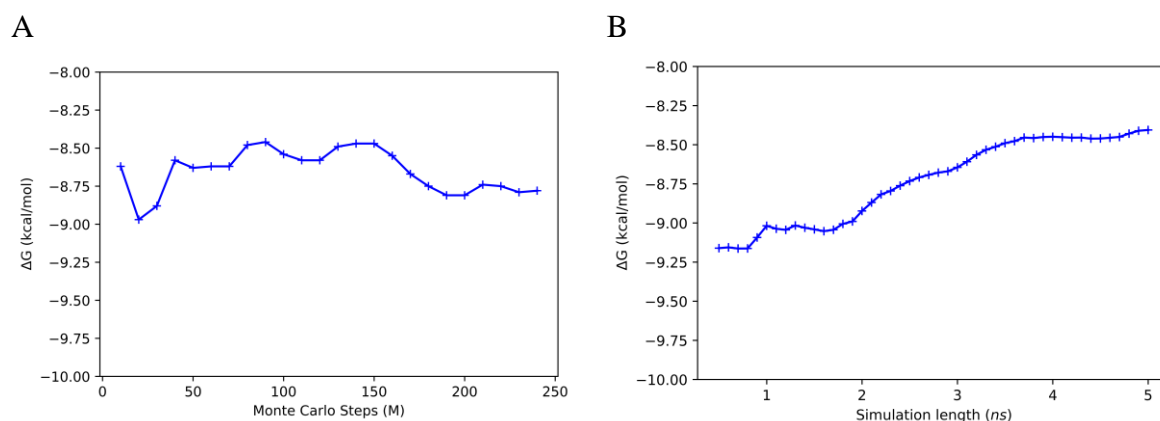 A
−8.00
−8.25
−8.50
−8.75
−9.00
−9.25
−9.50
−9.75
−10.00
ΔG (kcal/mol)
0 50 100 150 200 250
Monte Carlo Steps (M)
B
−8.00
−8.25
−8.50
−8.75
−9.00
−9.25
−9.50
−9.75
−10.00
ΔG (kcal/mol)
1 2 3 4 5
Simulation length (ns)